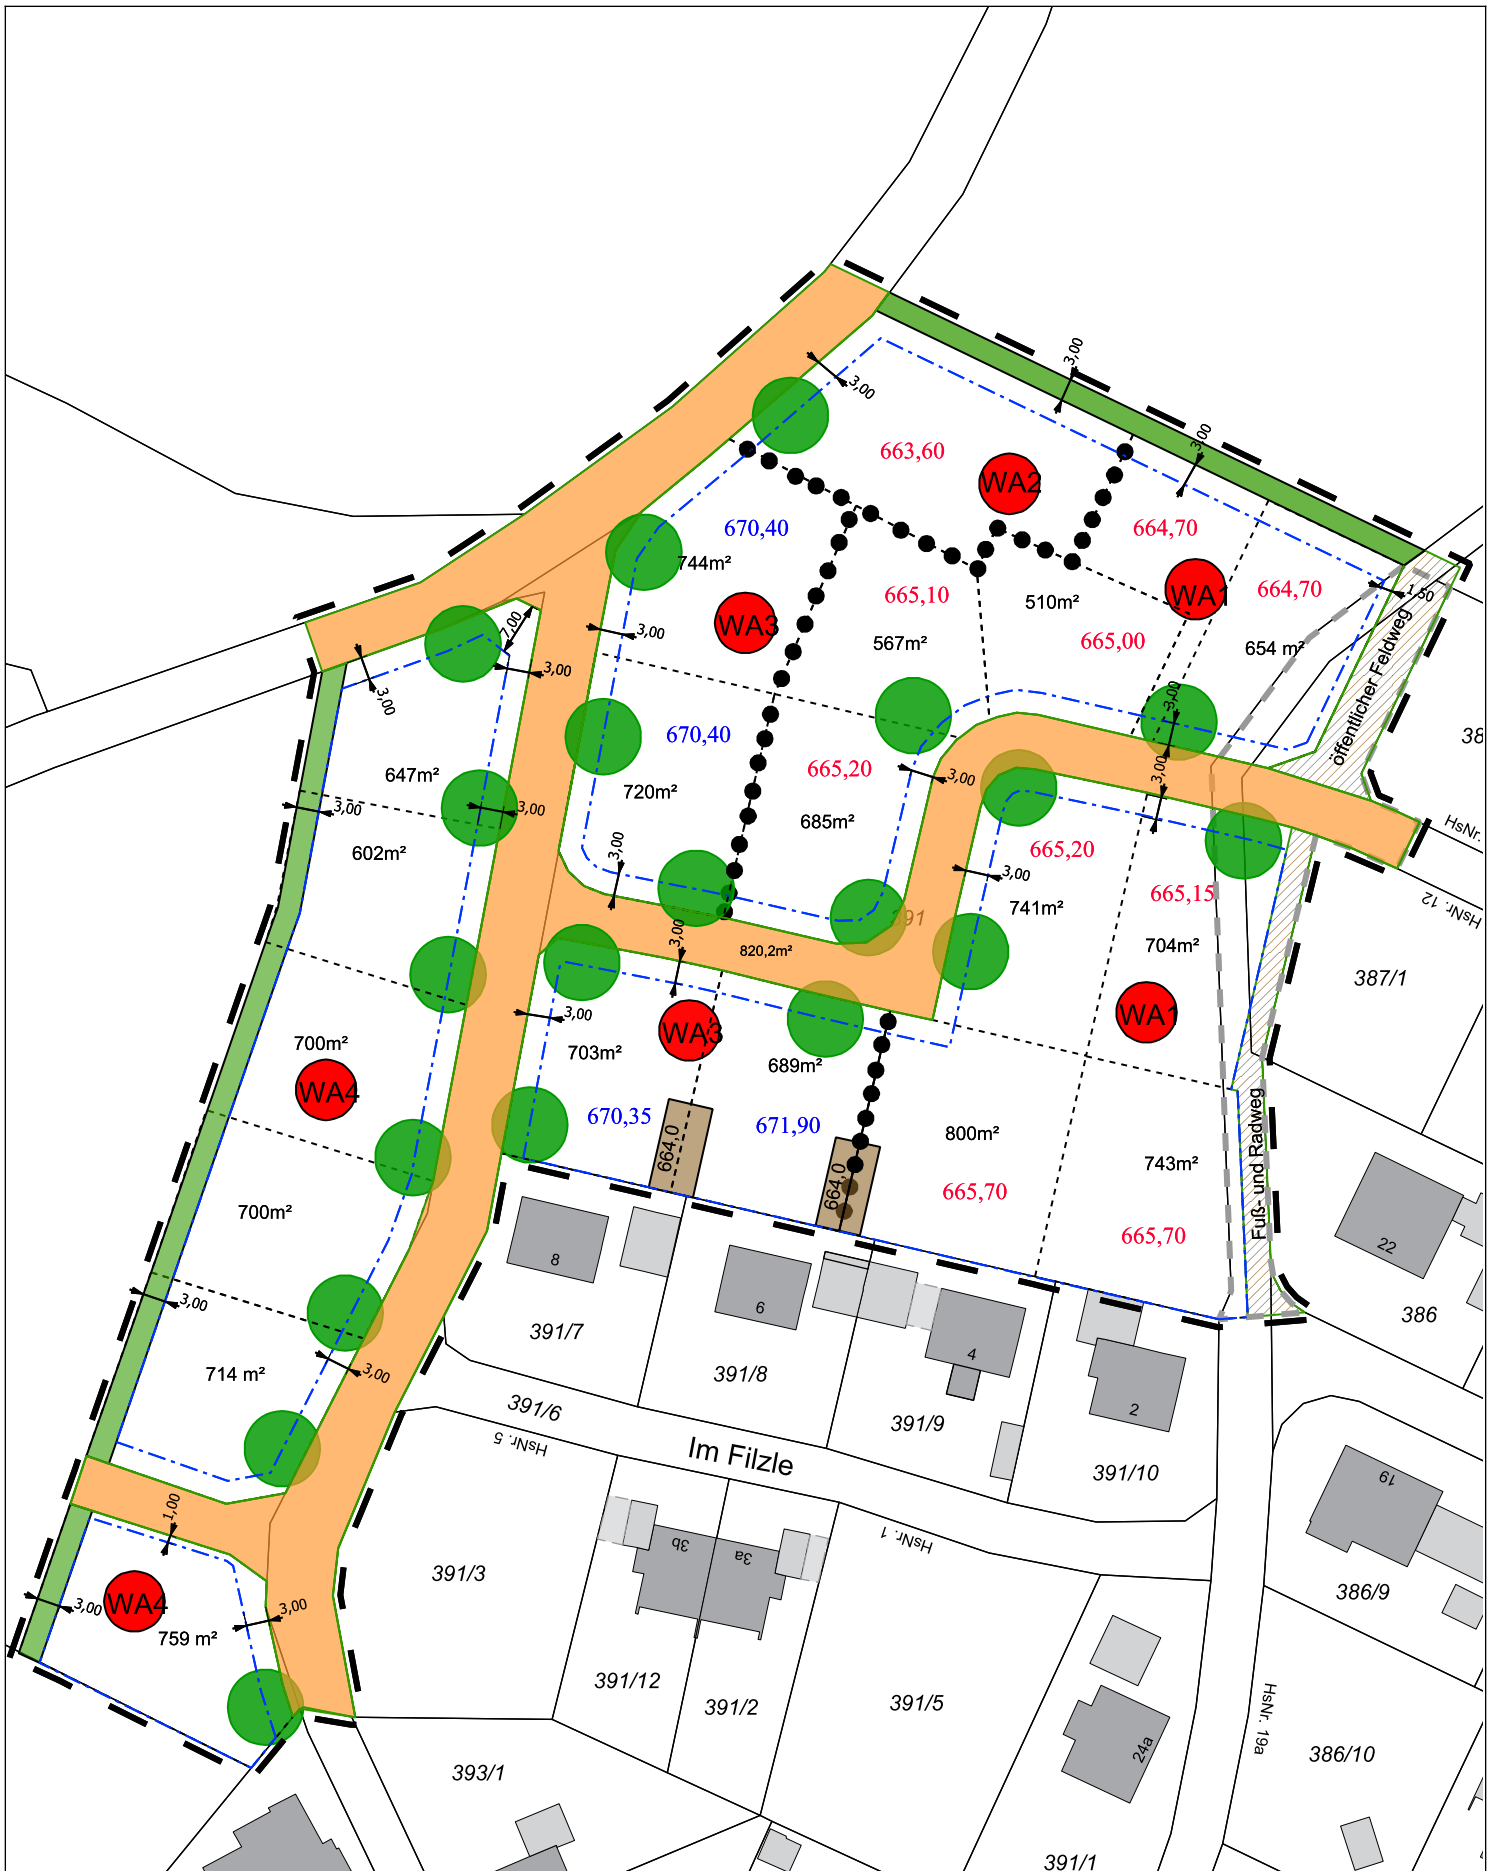 3,00
3,00
3,00
663,60
WA2
670,40
664,70
744m²
WA1
664,70
1,50
665,10
510m²
7,00
WA3
3,00
567m²
665,00
654 m²
öffentlicher Feldweg
3,00
3,00
3,00
670,40
38
647m²
665,20
3,00
3,00
720m²
3,00
3,00
685m²
HsNr.
602m²
3,00
665,20
3,00
665,15
HsNr. 12
741m²
391
3,00
820,2m²
704m²
387/1
3,00
WA1
700m²
WA3
703m²
689m²
WA4
670,35
671,90
800m²
664,0
664,0
743m²
Fuß- und Radweg
665,70
700m²
665,70
8
22
3,00
6
386
391/7
4
714 m²
3,00
391/8
2
391/6
391/9
HsNr. 5
Im Filzle
391/10
19
1,00
3b
3a
HsNr. 1
391/3
386/9
3,00
WA4
3,00
759 m²
391/12
391/2
391/5
HsNr. 19a
24a
386/10
393/1
391/1